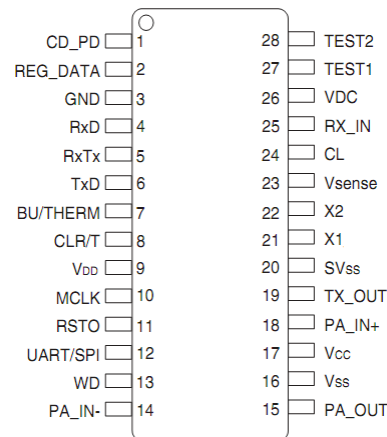 CD_PD 1 28 TEST2
REG_DATA 2 27 TEST1
GND 3 26 VDC
RxD 4 25 RX_IN
RxTx 5 24 CL
TxD 6 23 Vsense
BU/THERM 7 22 X2
CLR/T 8 21 X1
VDD 9 20 SVss
MCLK 10 19 TX_OUT
RSTO 11 18 PA_IN+
UART/SPI 12 17 Vcc
WD 13 16 Vss
PA_IN- 14 15 PA_OUT